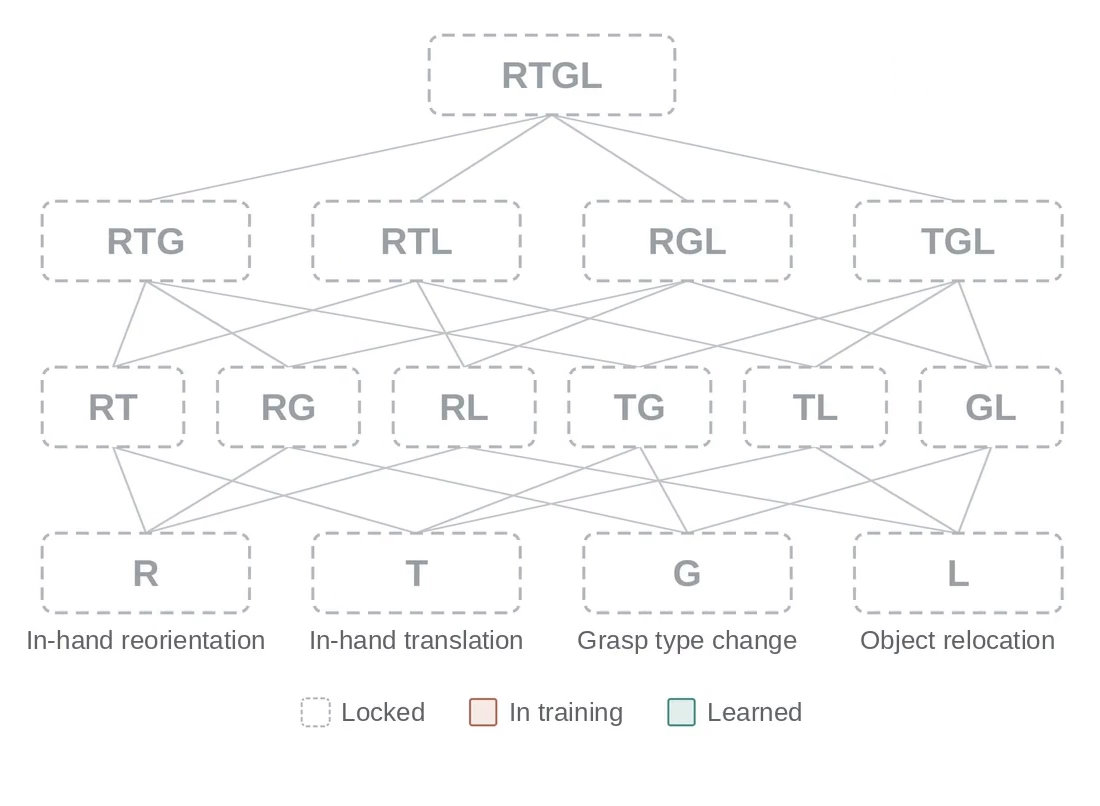 RTGL
RTG RTL RGL TGL
RT RG RL TG TL GL
R T G L
In-hand reorientation In-hand translation Grasp type change Object relocation
Locked In training Learned